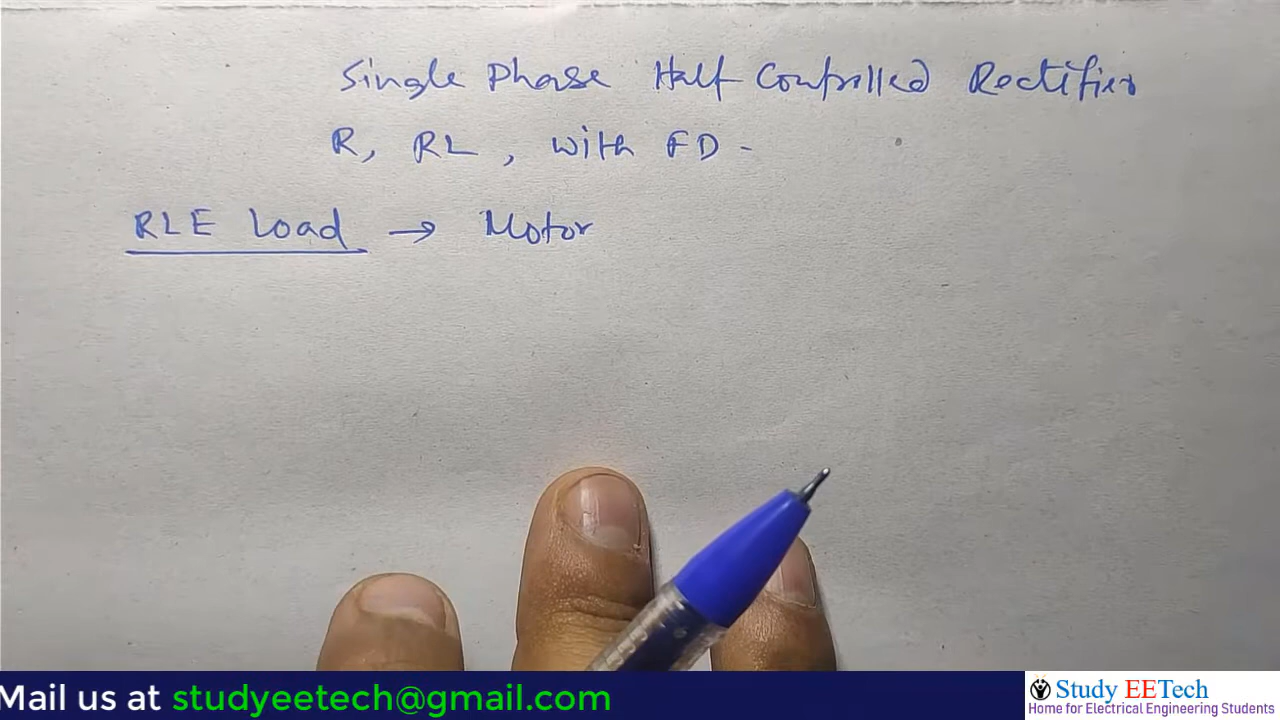 Single Phase Half Controlled Rectifier
R, RL, with FD -
RLE Load → Motor
Mail us at studyeetech@gmail.com
Study EETech
Home for Electrical Engineering Students